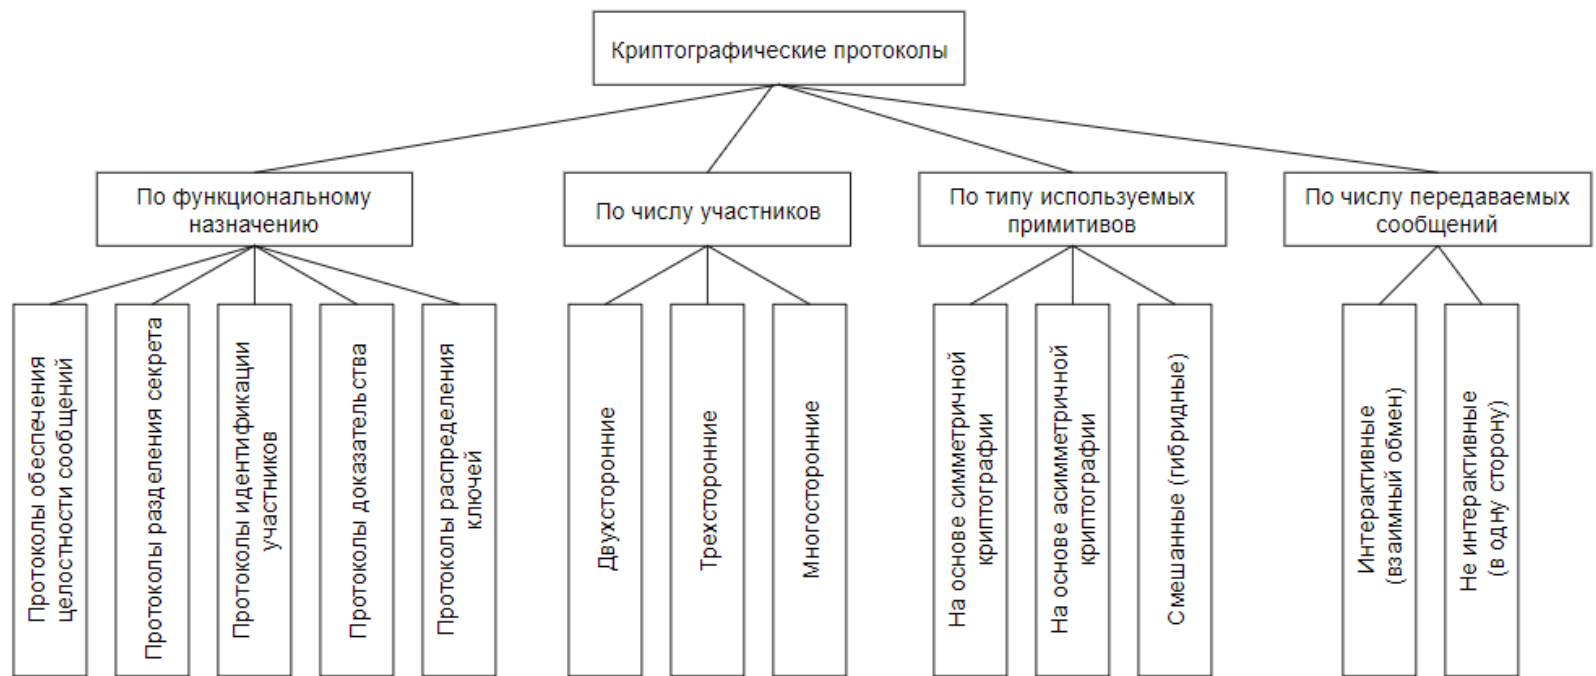 Криптографические протоколы
По функциональному
назначению
По числу участников
По типу используемых
примитивов
По числу передаваемых
сообщений
Протоколы обеспечения
целостности сообщений
Протоколы разделения секрета
Протоколы идентификации
участников
Протоколы доказательства
Протоколы распределения
ключей
Двухсторонние
Трехсторонние
Многосторонние
На основе симметричной
криптографии
На основе асимметричной
криптографии
Смешанные (гибридные)
Интерактивные
(взаимный обмен)
Не интерактивные
(в одну сторону)